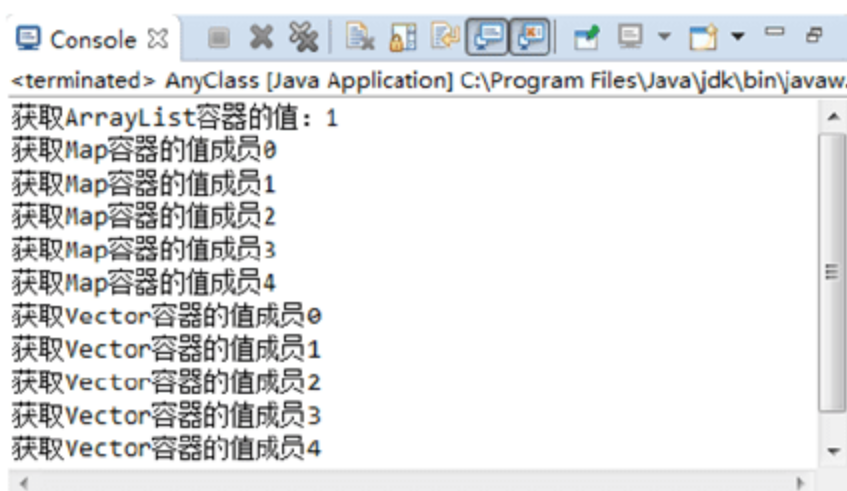 Console
<terminated> AnyClass [Java Application] C:\Program Files\Java\jdk\bin\javaw.
获取ArrayList容器的值：1
获取Map容器的值成员0
获取Map容器的值成员1
获取Map容器的值成员2
获取Map容器的值成员3
获取Map容器的值成员4
获取Vector容器的值成员0
获取Vector容器的值成员1
获取Vector容器的值成员2
获取Vector容器的值成员3
获取Vector容器的值成员4